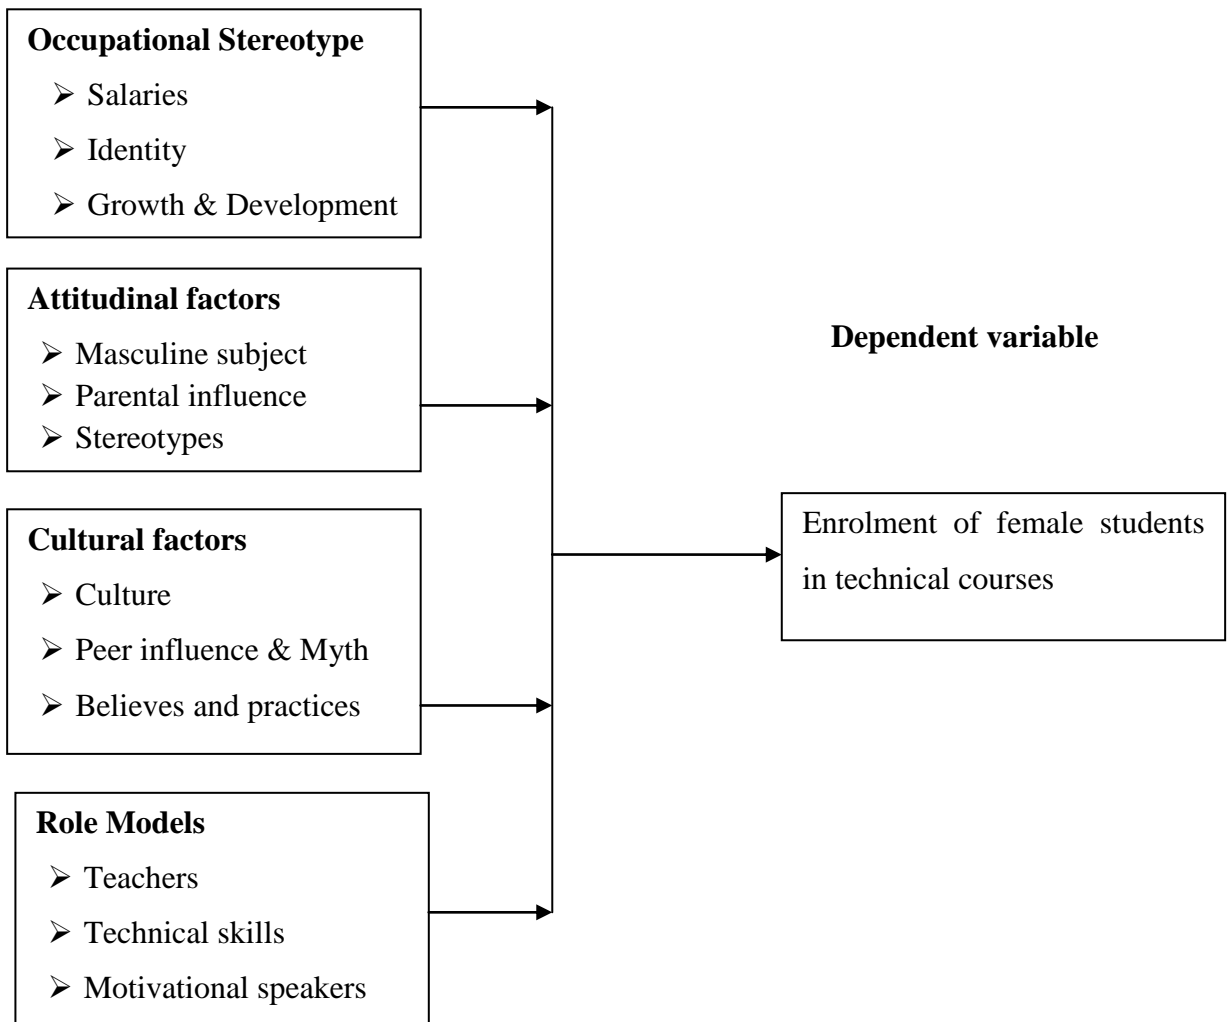 Occupational Stereotype
➢ Salaries
➢ Identity
➢ Growth & Development
Attitudinal factors
➢ Masculine subject
➢ Parental influence
➢ Stereotypes
Cultural factors
➢ Culture
➢ Peer influence & Myth
➢ Believes and practices
Role Models
➢ Teachers
➢ Technical skills
➢ Motivational speakers
Dependent variable
Enrolment of female students
in technical courses